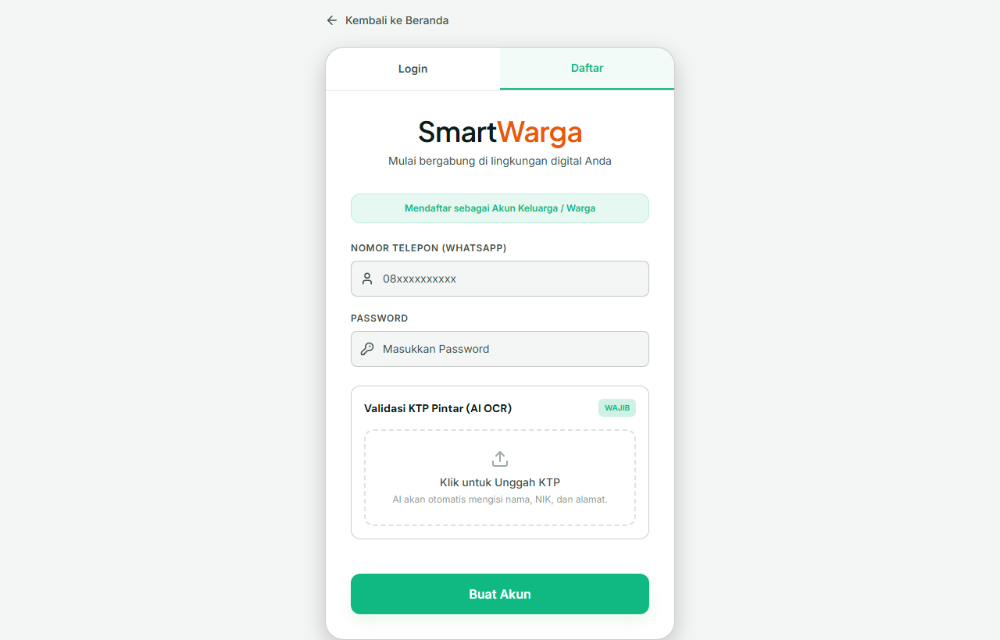 Kembali ke Beranda
Login
Daftar
SmartWarga
Mulai bergabung di lingkungan digital Anda
Mendaftar sebagai Akun Keluarga / Warga
NOMOR TELEPON (WHATSAPP)
08xxxxxxxxxx
PASSWORD
Masukkan Password
Validasi KTP Pintar (AI OCR)
WAJIB
Klik untuk Unggah KTP
AI akan otomatis mengisi nama, NIK, dan alamat.
Buat Akun